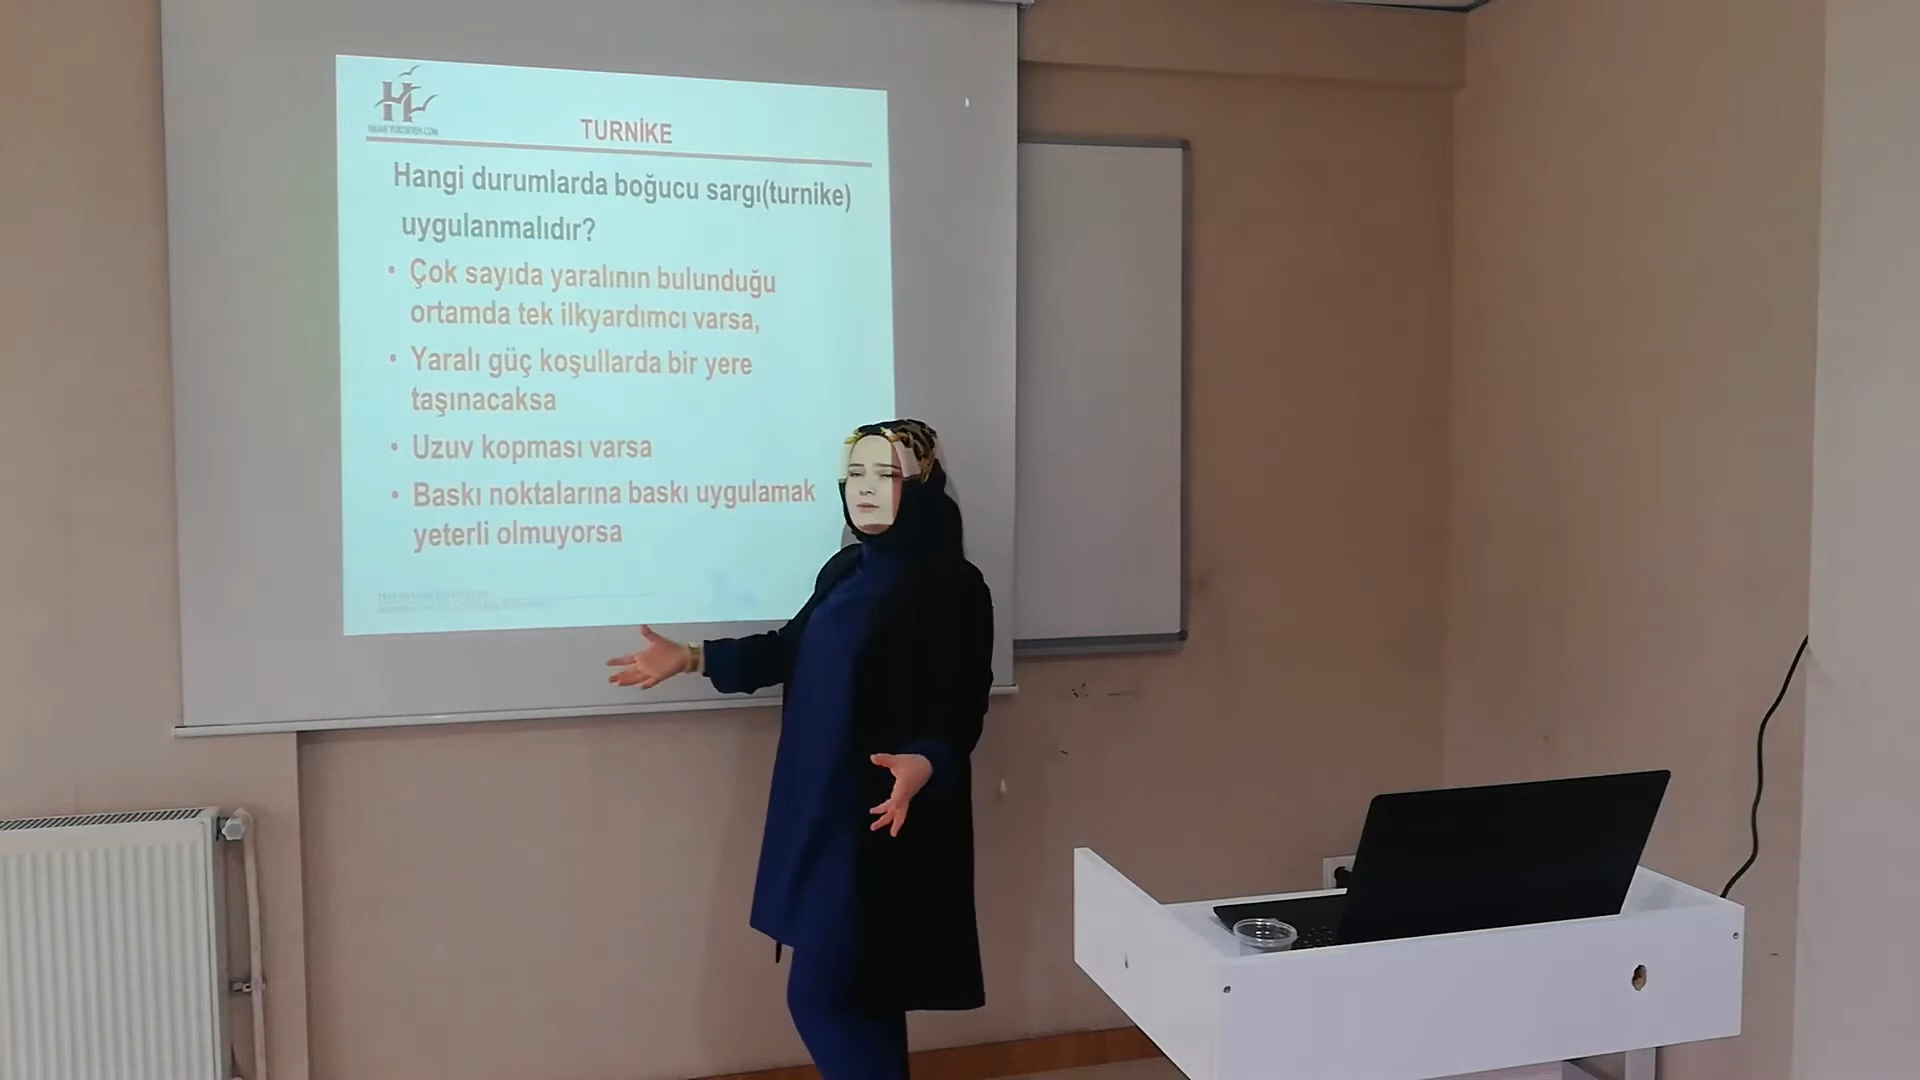 TURNİKE
Hangi durumlarda boğucu sargı(turnike)
uygulanmalıdır?
• Çok sayıda yaralının bulunduğu
ortamda tek ilkyardımcı varsa,
• Yaralı güç koşullarda bir yere
taşınacaksa
• Uzuv kopması varsa
• Baskı noktalarına baskı uygulamak
yeterli olmuyorsa